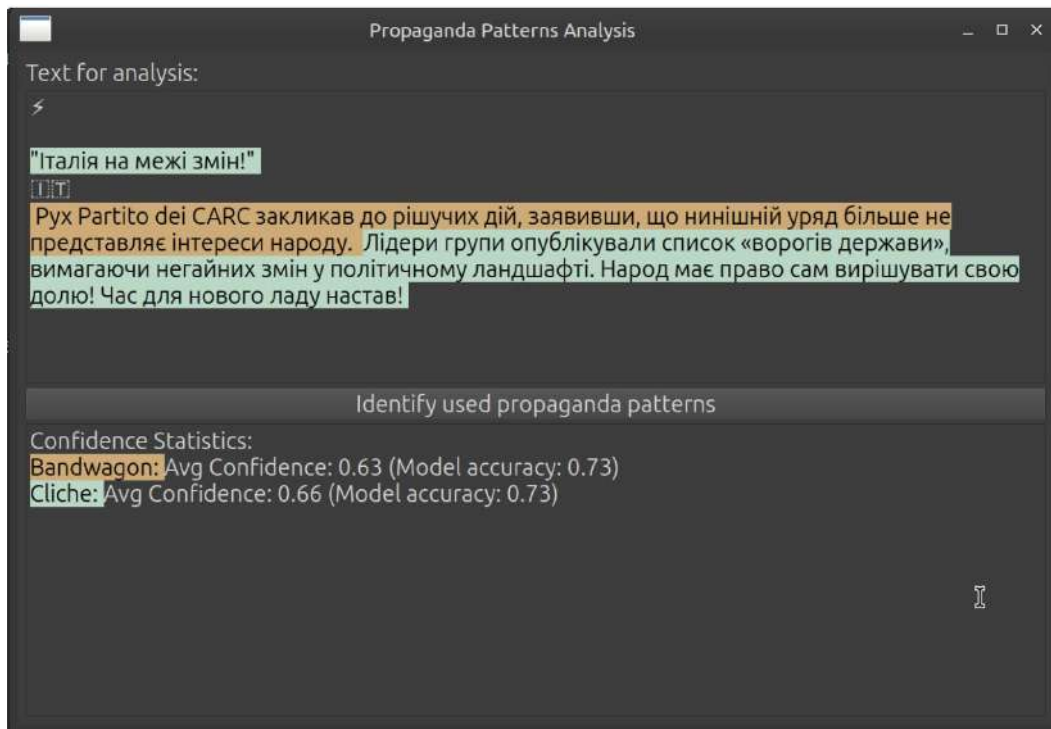 Propaganda Patterns Analysis
Text for analysis:
⚡
"Італія на межі змін!"
🇮🇹
Рух Partito dei CARC закликав до рішучих дій, заявивши, що нинішній уряд більше не
представляє інтереси народу. Лідери групи опублікували список «ворогів держави»,
вимагаючи негайних змін у політичному ландшафті. Народ має право сам вирішувати свою
долю! Час для нового ладу настав!
Identify used propaganda patterns
Confidence Statistics:
Bandwagon: Avg Confidence: 0.63 (Model accuracy: 0.73)
Cliche: Avg Confidence: 0.66 (Model accuracy: 0.73)